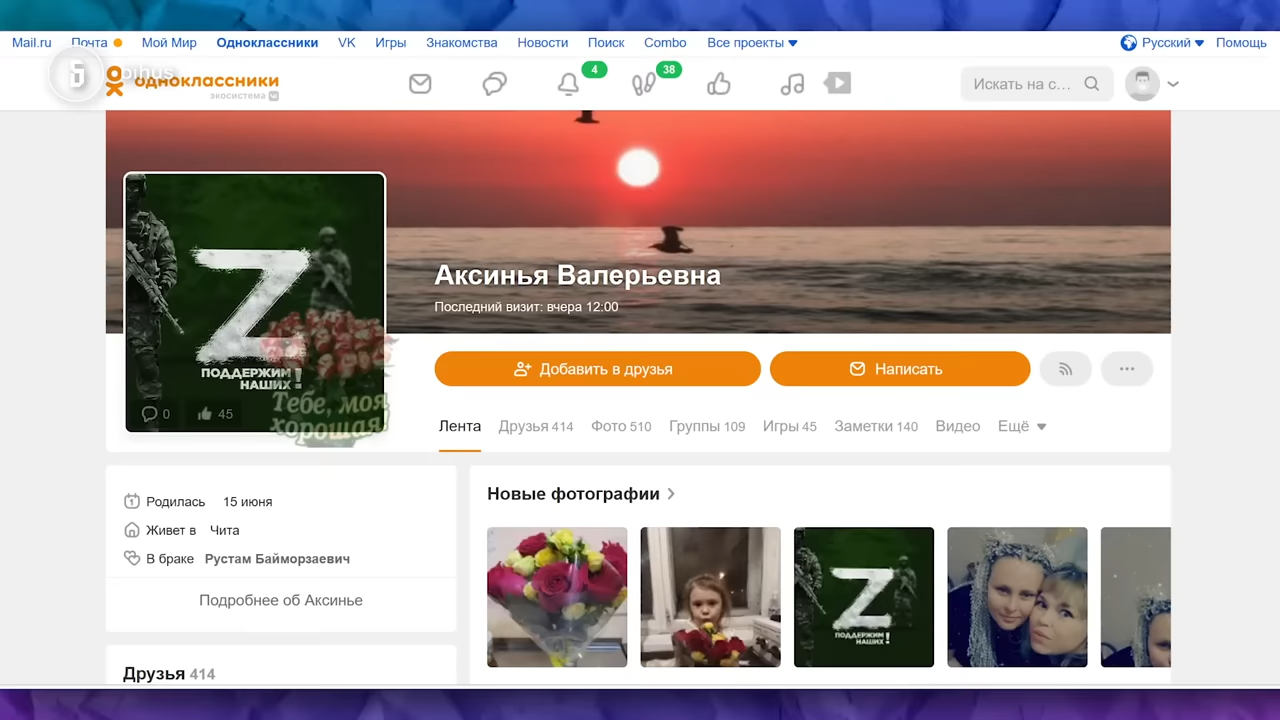 Mail.ru Почта Мой Мир Одноклассники VK Игры Знакомства Новости Поиск Combo Все проекты Русский Помощь
одноклассники
экосистема
4
38
Искать на с...
Z
ПОДДЕРЖИМ
НАШИХ!
Тебе, моя
хорошая!
0 45
Аксинья Валерьевна
Последний визит: вчера 12:00
Добавить в друзья Написать
Лента Друзья 414 Фото 510 Группы 109 Игры 45 Заметки 140 Видео Ещё
Родилась 15 июня
Живет в Чита
В браке Рустам Байморзаевич
Подробнее об Аксинье
Друзья 414
Новые фотографии
Z
ПОДДЕРЖИМ
НАШИХ!